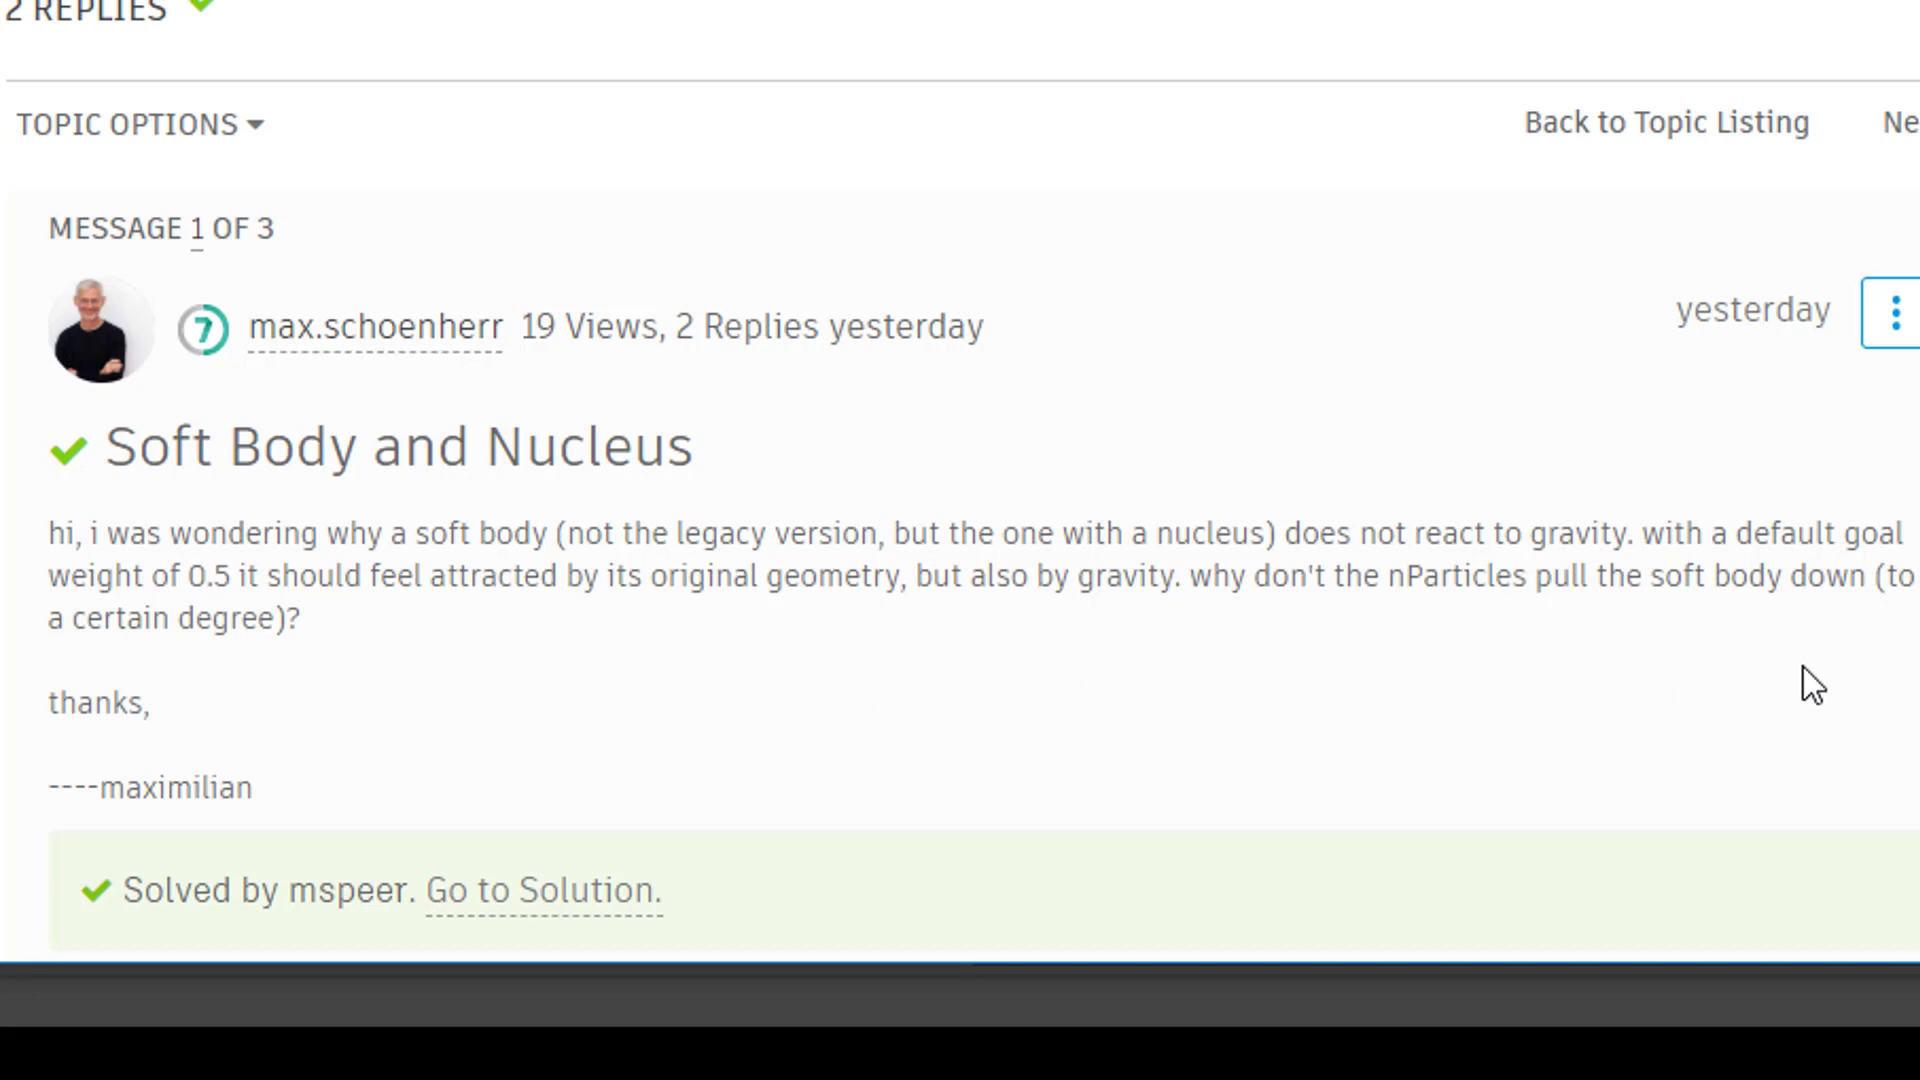 2 REPLIES
TOPIC OPTIONS
Back to Topic Listing
Ne
MESSAGE 1 OF 3
7
max.schoenherr 19 Views, 2 Replies yesterday
yesterday
Soft Body and Nucleus
hi, i was wondering why a soft body (not the legacy version, but the one with a nucleus) does not react to gravity. with a default goal
weight of 0.5 it should feel attracted by its original geometry, but also by gravity. why don't the nParticles pull the soft body down (to
a certain degree)?
thanks,
----maximilian
Solved by mspeer. Go to Solution.